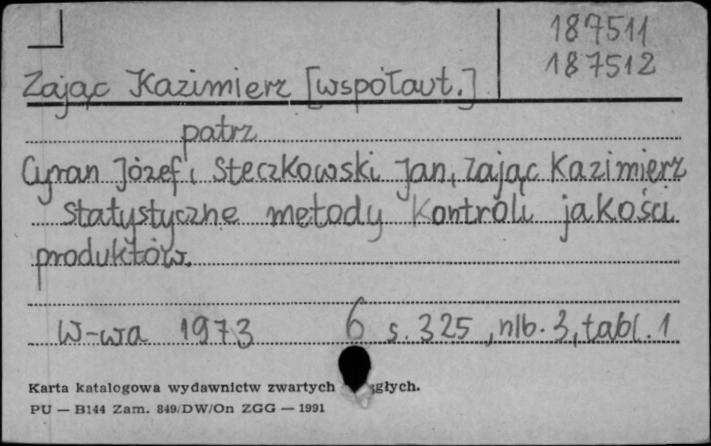 187511
187512
Zając Kazimierz [współaut.]
patrz
Cyran Józef, Steczkowski Jan, Zając Kazimierz
Statystyczne metody kontroli jakości
produktów.
W-wa 1973 6 s. 325, nlb. 3, tabl. 1
Karta katalogowa wydawnictw zwartych głych.
PU — B144 Zam. 849/DW/On ZGG — 1991